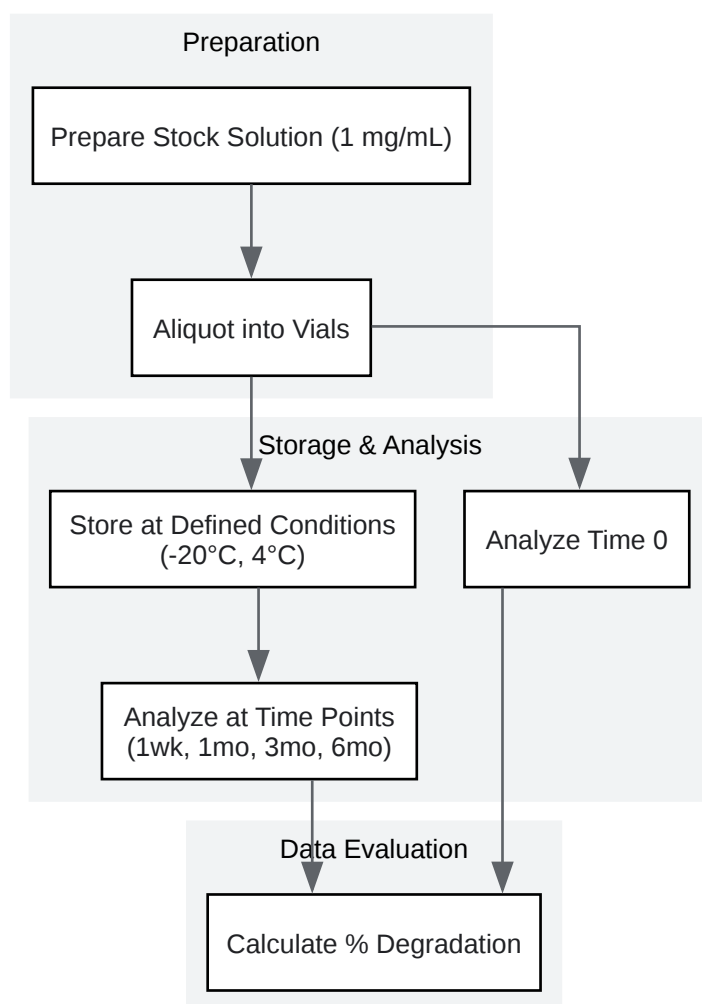 Preparation
Prepare Stock Solution (1 mg/mL)
Aliquot into Vials
Storage & Analysis
Store at Defined Conditions
(-20°C, 4°C)
Analyze Time 0
Analyze at Time Points
(1wk, 1mo, 3mo, 6mo)
Data Evaluation
Calculate % Degradation